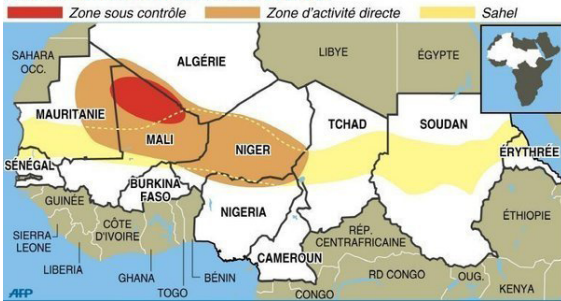 Zone sous contrôle
Zone d'activité directe
Sahel
SAHARA
OCC.
ALGÉRIE
LIBYE
ÉGYPTE
MAURITANIE
MALI
NIGER
TCHAD
SOUDAN
ÉRYTHRÉE
SÉNÉGAL
BURKINA
FASO
GUINÉE
CÔTE
D'IVOIRE
NIGERIA
ÉTHIOPIE
SIERRA
LEONE
LIBERIA
GHANA
TOGO
BÉNIN
CAMEROUN
RÉP.
CENTRAFRICAINE
RD CONGO
CONGO
OUG.
KENYA
AFP